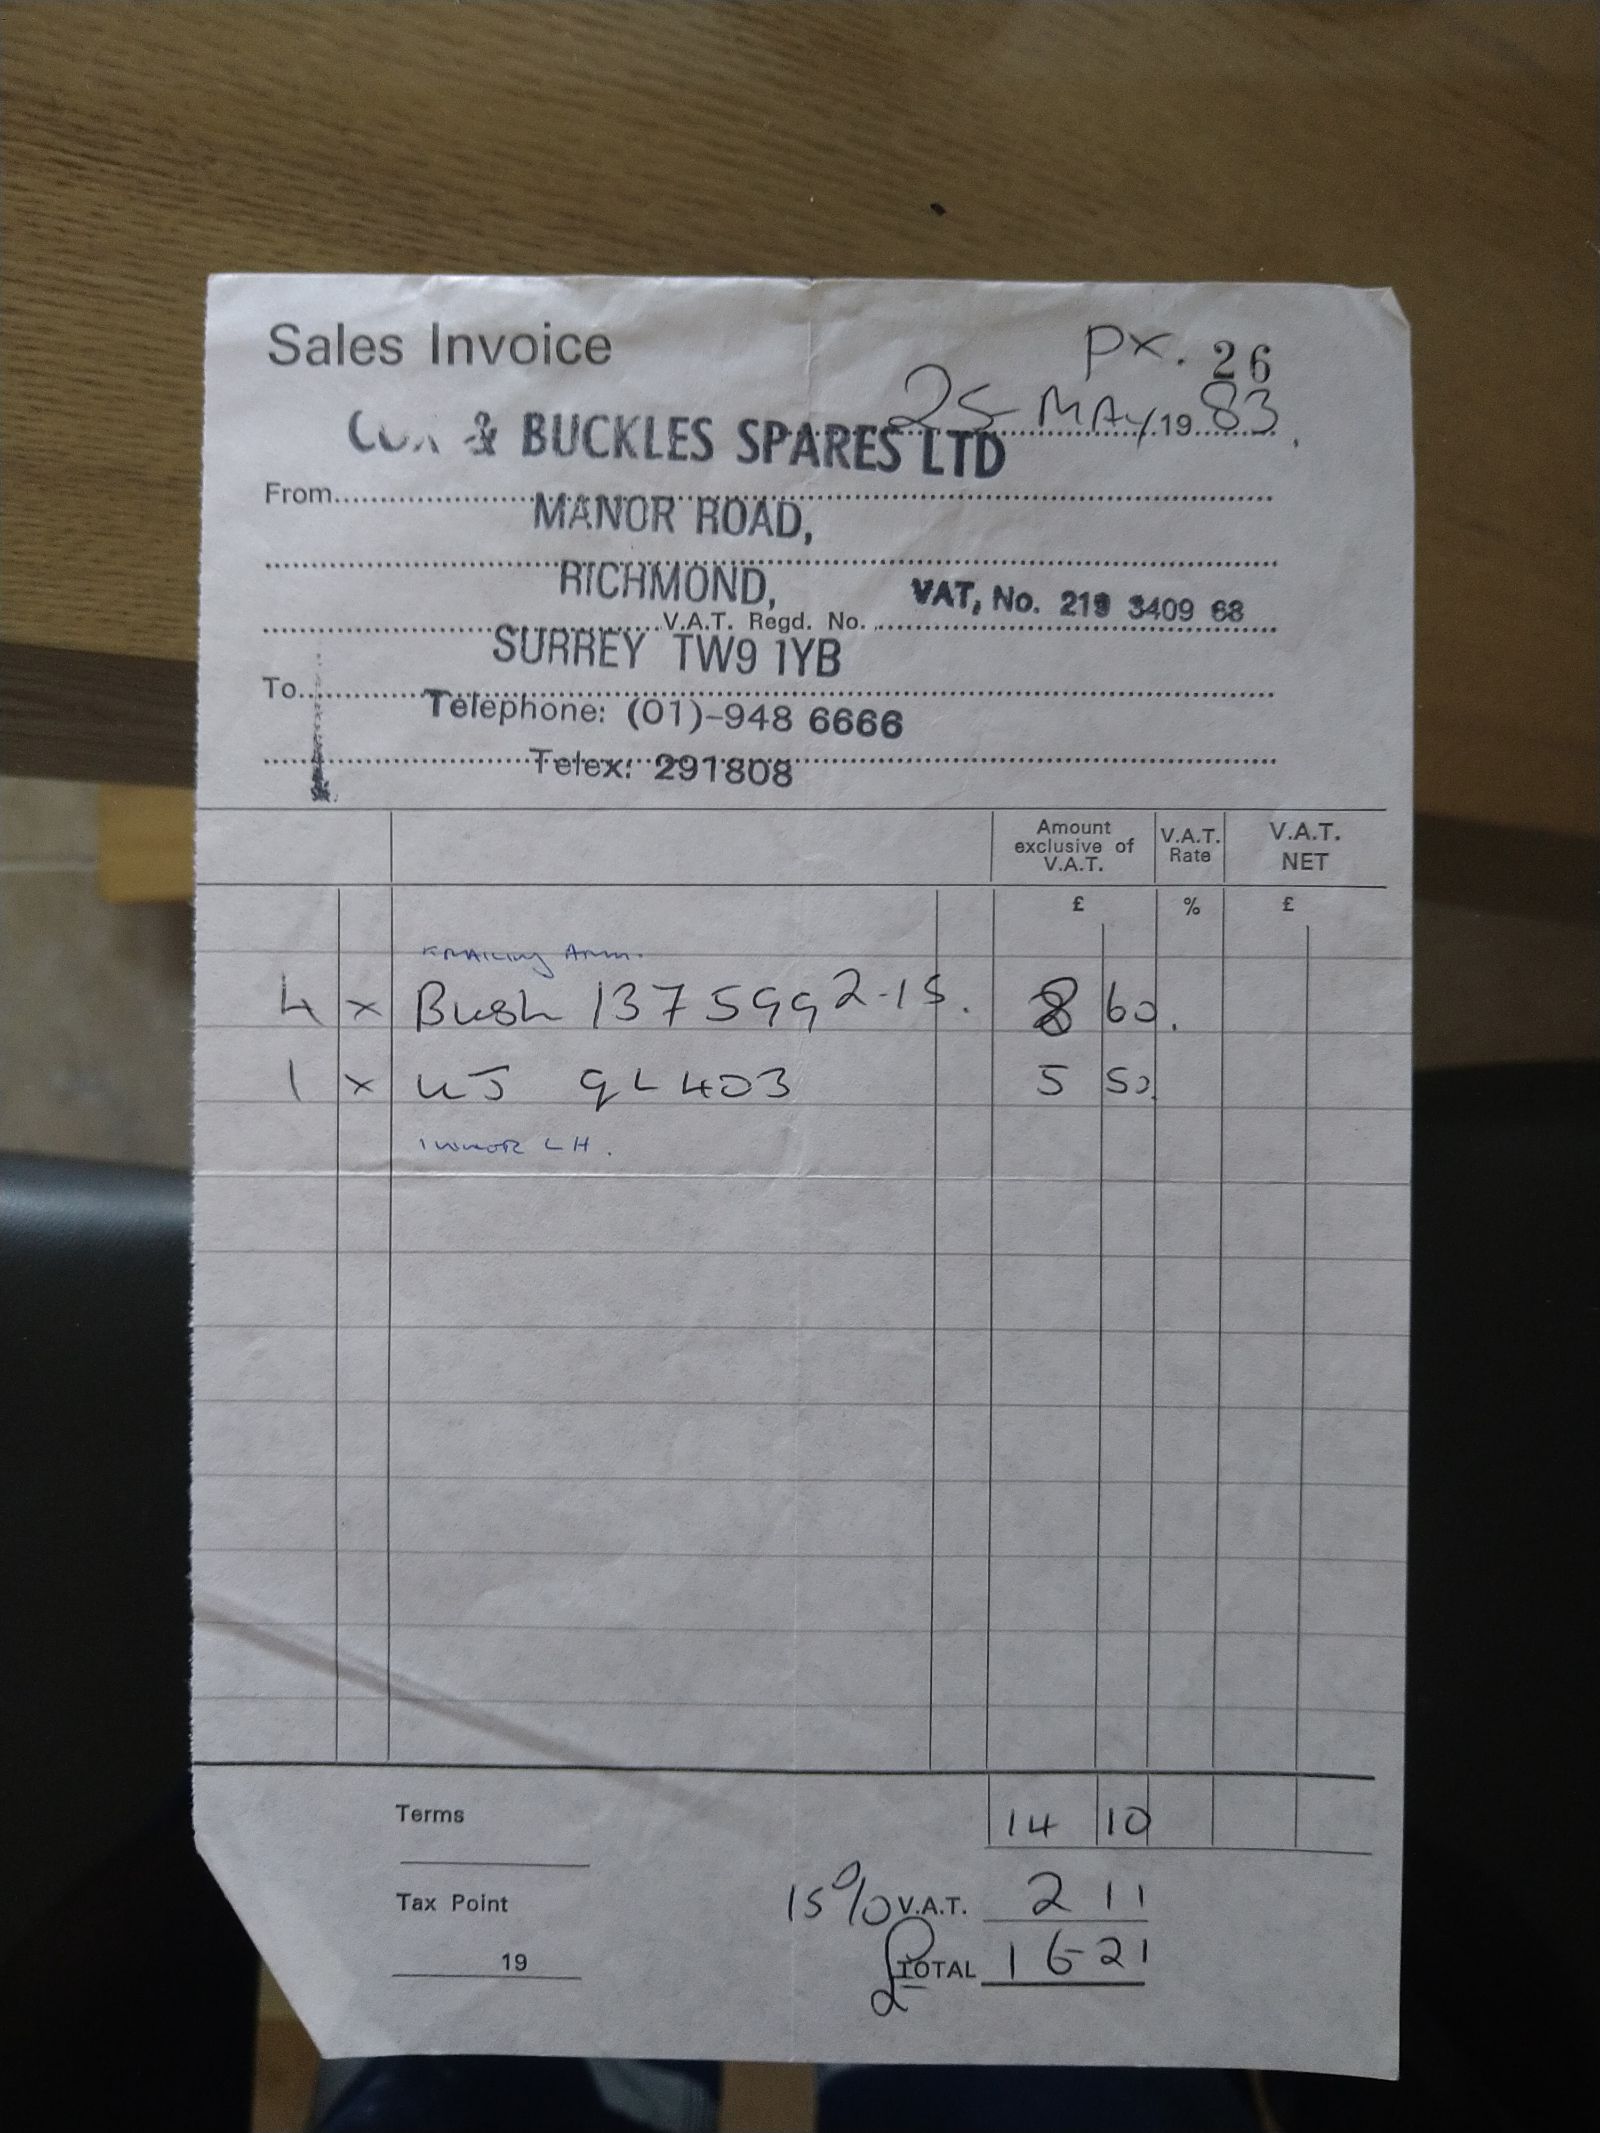 Sales Invoice
PX. 26
25 MAY 19 83
COX & BUCKLES SPARES LTD
From
MANOR ROAD,
RICHMOND,
VAT, No. 219 3409 68
V.A.T. Regd. No.
SURREY TW9 1YB
To
Telephone: (01)-948 6666
Telex: 291808
Amount exclusive of V.A.T. V.A.T. Rate V.A.T. NET
£ % £
TRAILING ARM.
4 x Bush 137599 2-15. 8 60.
1 x UJ GL403 5 50.
INNER LH.
Terms 14 10
Tax Point 15% V.A.T. 2 11
19 £ TOTAL 16-21